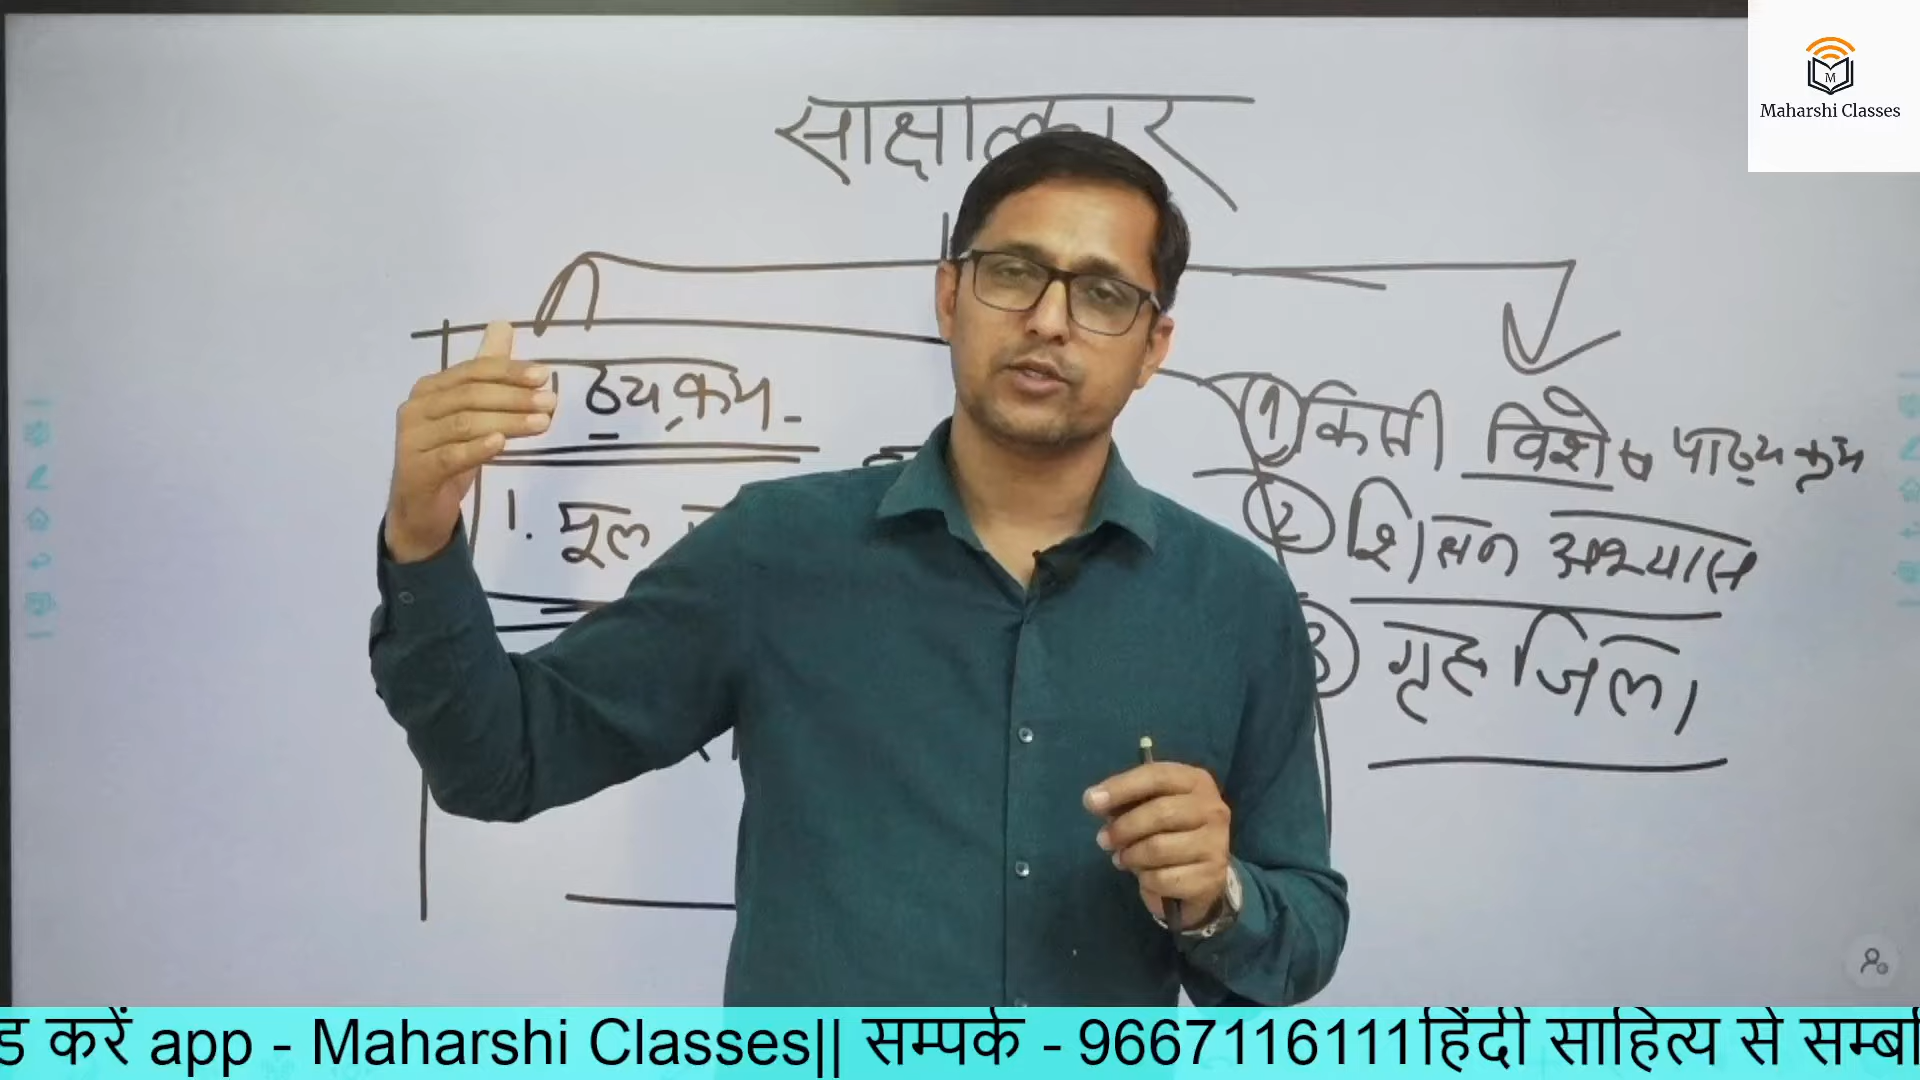 Maharshi Classes
साक्षात्कार
ठ्यक्रम -
1. मूल
1 किसी विशेष पाठ्यक्रम
2 शिक्षण अभ्यास
3 गृह जिला
ड करें app - Maharshi Classes|| सम्पर्क - 9667116111हिंदी साहित्य से सम्ब